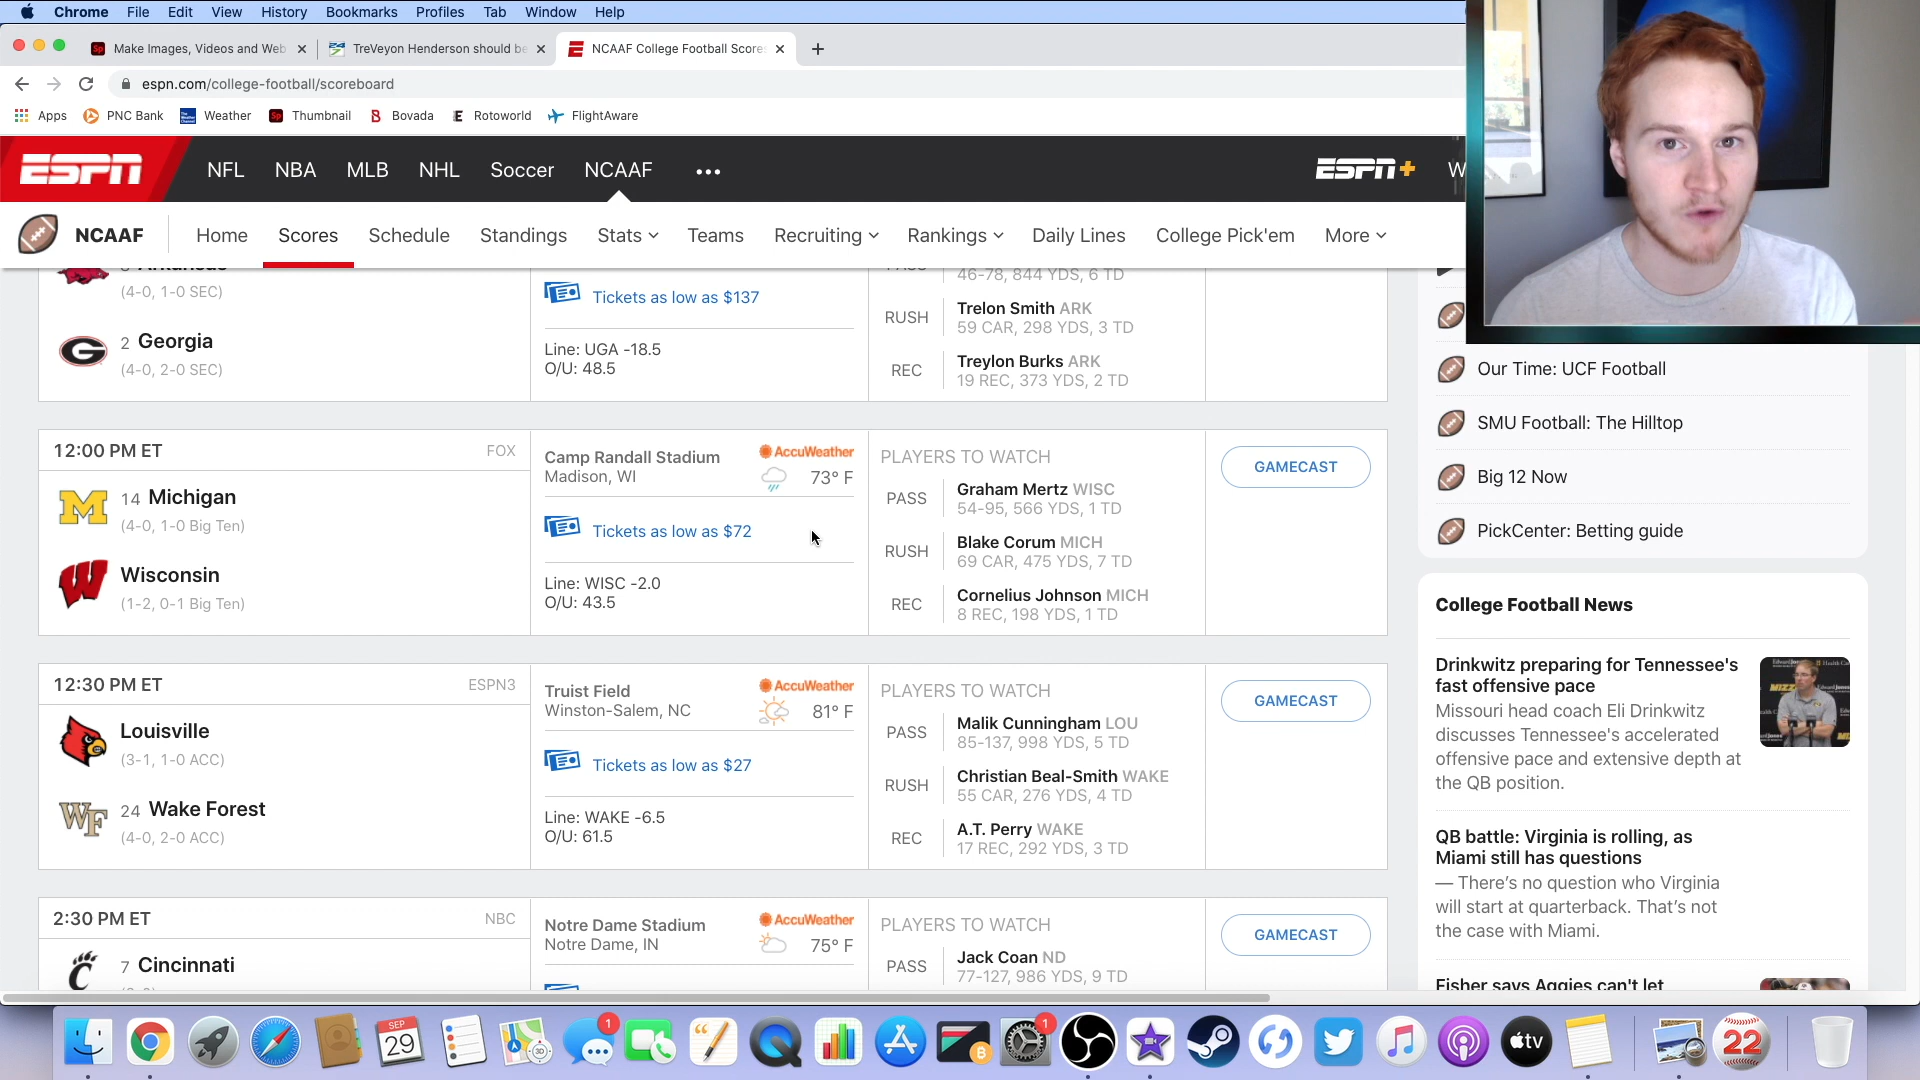 Chrome File Edit View History Bookmarks Profiles Tab Window Help
Make Images, Videos and Web
TreVeyon Henderson should be
NCAAF College Football Scores
espn.com/college-football/scoreboard
Apps PNC Bank Weather Thumbnail Bovada Rotoworld FlightAware
ESPN NFL NBA MLB NHL Soccer NCAAF ••• ESPN+ W
NCAAF Home Scores Schedule Standings Stats Teams Recruiting Rankings Daily Lines College Pick'em More
Arkansas
(4-0, 1-0 SEC)
2 Georgia
(4-0, 2-0 SEC)
Tickets as low as $137
Line: UGA -18.5
O/U: 48.5
PASS 46-78, 844 YDS, 6 TD
RUSH Trelon Smith ARK
59 CAR, 298 YDS, 3 TD
REC Treylon Burks ARK
19 REC, 373 YDS, 2 TD
12:00 PM ET FOX
14 Michigan
(4-0, 1-0 Big Ten)
Wisconsin
(1-2, 0-1 Big Ten)
Camp Randall Stadium
Madison, WI
AccuWeather
73° F
Tickets as low as $72
Line: WISC -2.0
O/U: 43.5
PLAYERS TO WATCH
PASS Graham Mertz WISC
54-95, 566 YDS, 1 TD
RUSH Blake Corum MICH
69 CAR, 475 YDS, 7 TD
REC Cornelius Johnson MICH
8 REC, 198 YDS, 1 TD
GAMECAST
12:30 PM ET ESPN3
Louisville
(3-1, 1-0 ACC)
24 Wake Forest
(4-0, 2-0 ACC)
Truist Field
Winston-Salem, NC
AccuWeather
81° F
Tickets as low as $27
Line: WAKE -6.5
O/U: 61.5
PLAYERS TO WATCH
PASS Malik Cunningham LOU
85-137, 998 YDS, 5 TD
RUSH Christian Beal-Smith WAKE
55 CAR, 276 YDS, 4 TD
REC A.T. Perry WAKE
17 REC, 292 YDS, 3 TD
GAMECAST
2:30 PM ET NBC
7 Cincinnati
Notre Dame Stadium
Notre Dame, IN
AccuWeather
75° F
PLAYERS TO WATCH
PASS Jack Coan ND
77-127, 986 YDS, 9 TD
GAMECAST
Our Time: UCF Football
SMU Football: The Hilltop
Big 12 Now
PickCenter: Betting guide
College Football News
Drinkwitz preparing for Tennessee's
fast offensive pace
Missouri head coach Eli Drinkwitz
discusses Tennessee's accelerated
offensive pace and extensive depth at
the QB position.
QB battle: Virginia is rolling, as
Miami still has questions
— There's no question who Virginia
will start at quarterback. That's not
the case with Miami.
Fisher says Aggies can't let
SEP
29
1
1
tv
22